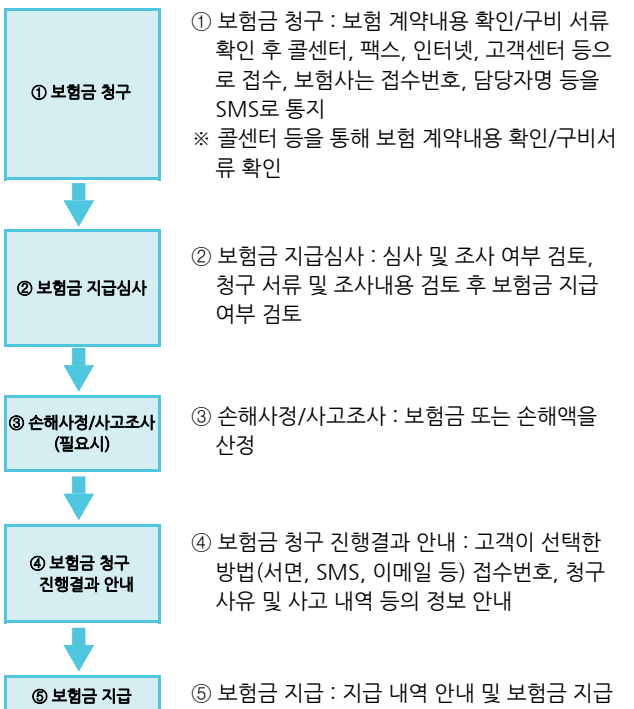 ① 보험금 청구
① 보험금 청구 : 보험 계약내용 확인/구비 서류
확인 후 콜센터, 팩스, 인터넷, 고객센터 등으
로 접수, 보험사는 접수번호, 담당자명 등을
SMS로 통지
※ 콜센터 등을 통해 보험 계약내용 확인/구비서
류 확인
② 보험금 지급심사
② 보험금 지급심사 : 심사 및 조사 여부 검토,
청구 서류 및 조사내용 검토 후 보험금 지급
여부 검토
③ 손해사정/사고조사
(필요시)
③ 손해사정/사고조사 : 보험금 또는 손해액을
산정
④ 보험금 청구
진행결과 안내
④ 보험금 청구 진행결과 안내 : 고객이 선택한
방법(서면, SMS, 이메일 등) 접수번호, 청구
사유 및 사고 내역 등의 정보 안내
⑤ 보험금 지급
⑤ 보험금 지급 : 지급 내역 안내 및 보험금 지급